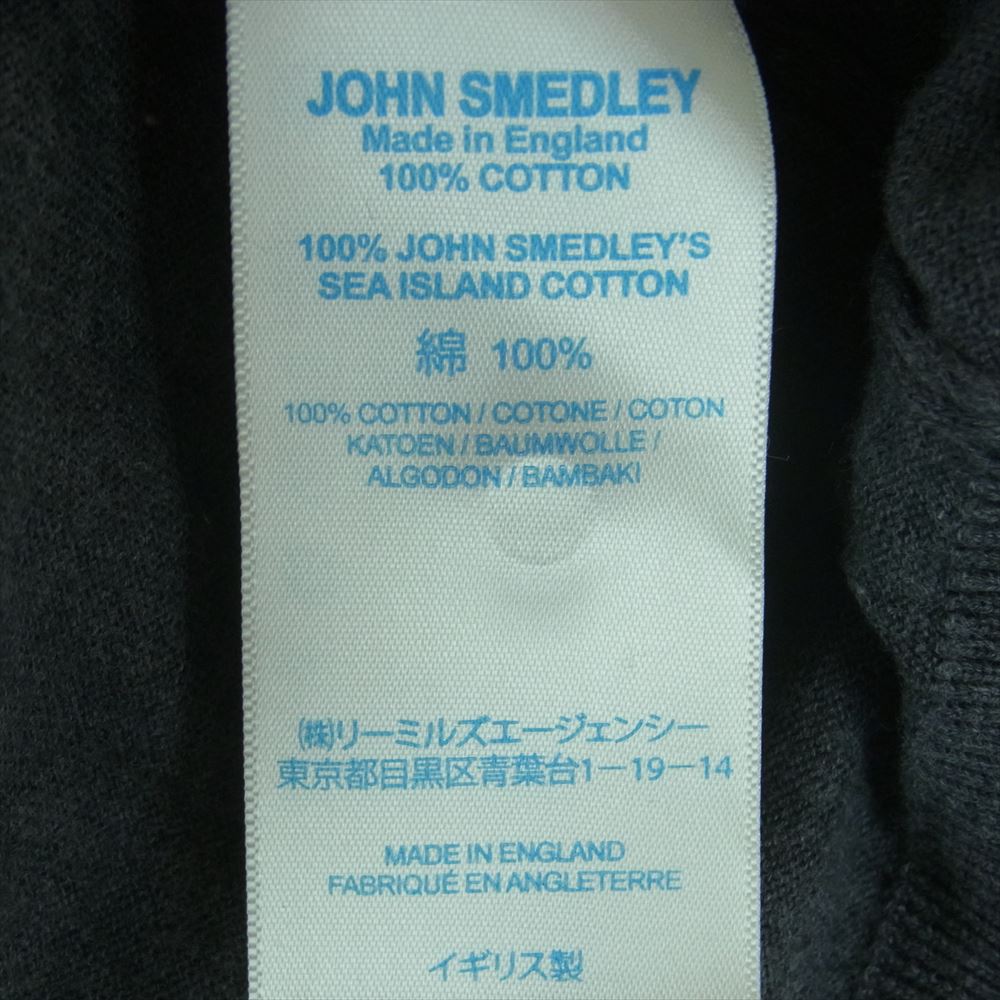 JOHN SMEDLEY
Made in England
100% COTTON
100% JOHN SMEDLEY'S
SEA ISLAND COTTON
綿 100%
100% COTTON / COTONE / COTON
KATOEN / BAUMWOLLE /
ALGODON / BAMBAKI
㈱リーミルズエージェンシー
東京都目黒区青葉台1-19-14
MADE IN ENGLAND
FABRIQUÉ EN ANGLETERRE
イギリス製